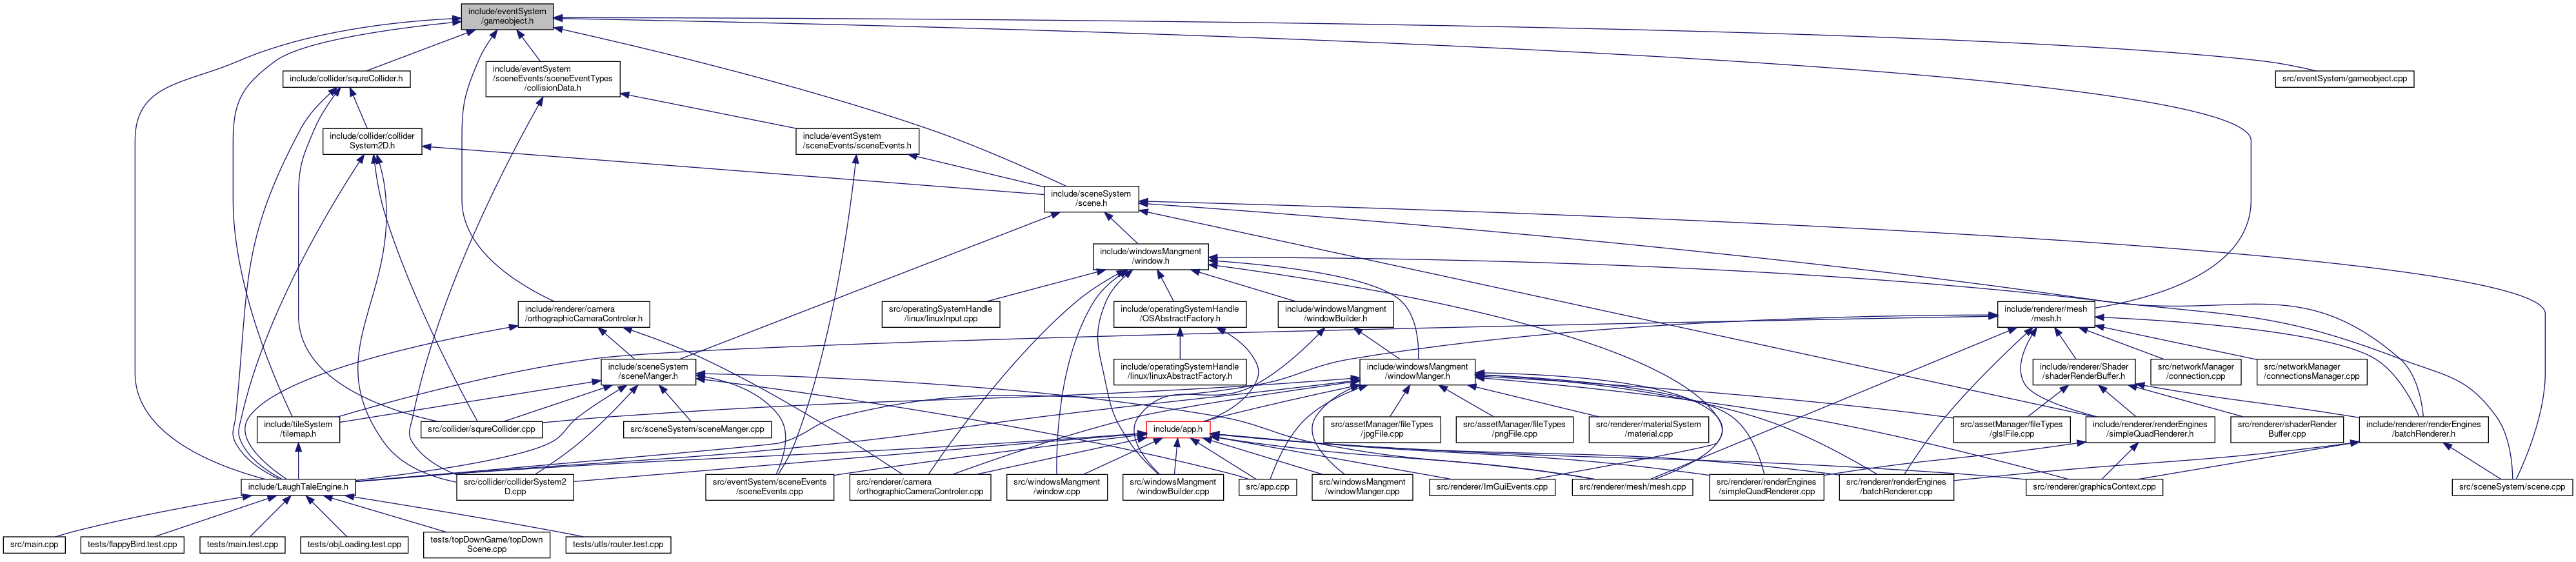 include/eventSystem
/gameobject.h
include/collider/squreCollider.h
include/eventSystem
/sceneEvents/sceneEventTypes
/collisionData.h
src/eventSystem/gameobject.cpp
include/collider/collider
System2D.h
include/eventSystem
/sceneEvents/sceneEvents.h
include/sceneSystem
/scene.h
include/windowsMangment
/window.h
include/renderer/camera
/orthographicCameraControler.h
src/operatingSystemHandle
/linux/linuxInput.cpp
include/operatingSystemHandle
/OSAbstractFactory.h
include/windowsMangment
/windowBuilder.h
include/renderer/mesh
/mesh.h
include/sceneSystem
/sceneManger.h
include/operatingSystemHandle
/linux/linuxAbstractFactory.h
include/windowsMangment
/windowManger.h
include/renderer/Shader
/shaderRenderBuffer.h
src/networkManager
/connection.cpp
src/networkManager
/connectionsManager.cpp
include/tileSystem
/tilemap.h
src/collider/squreCollider.cpp
src/sceneSystem/sceneManger.cpp
include/app.h
src/assetManager/fileTypes
/jpgFile.cpp
src/assetManager/fileTypes
/pngFile.cpp
src/renderer/materialSystem
/material.cpp
src/assetManager/fileTypes
/glslFile.cpp
include/renderer/renderEngines
/simpleQuadRenderer.h
src/renderer/shaderRender
Buffer.cpp
include/renderer/renderEngines
/batchRenderer.h
include/LaughTaleEngine.h
src/collider/colliderSystem2
D.cpp
src/eventSystem/sceneEvents
/sceneEvents.cpp
src/renderer/camera
/orthographicCameraControler.cpp
src/windowsMangment
/window.cpp
src/windowsMangment
/windowBuilder.cpp
src/app.cpp
src/windowsMangment
/windowManger.cpp
src/renderer/ImGuiEvents.cpp
src/renderer/mesh/mesh.cpp
src/renderer/renderEngines
/simpleQuadRenderer.cpp
src/renderer/renderEngines
/batchRenderer.cpp
src/renderer/graphicsContext.cpp
src/sceneSystem/scene.cpp
src/main.cpp
tests/flappyBird.test.cpp
tests/main.test.cpp
tests/objLoading.test.cpp
tests/topDownGame/topDown
Scene.cpp
tests/utls/router.test.cpp